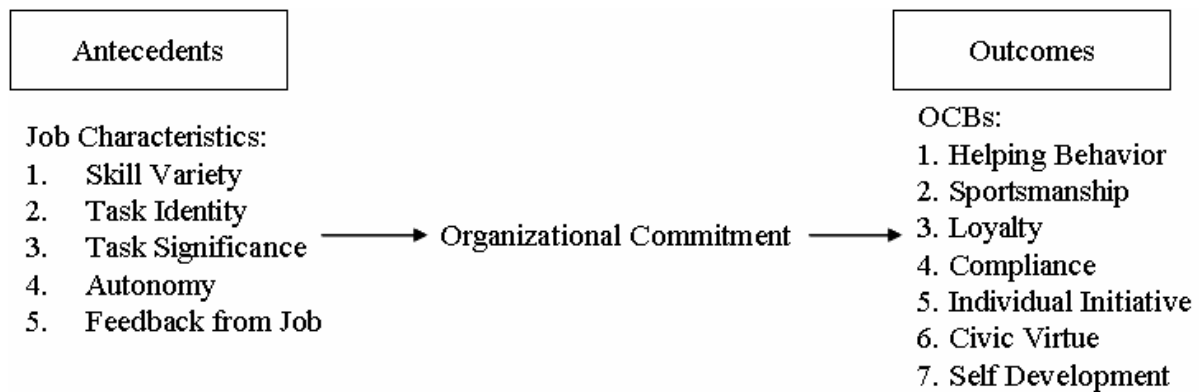 Antecedents
Outcomes
Job Characteristics:
1. Skill Variety
2. Task Identity
3. Task Significance
4. Autonomy
5. Feedback from Job
Organizational Commitment
OCBs:
1. Helping Behavior
2. Sportsmanship
3. Loyalty
4. Compliance
5. Individual Initiative
6. Civic Virtue
7. Self Development